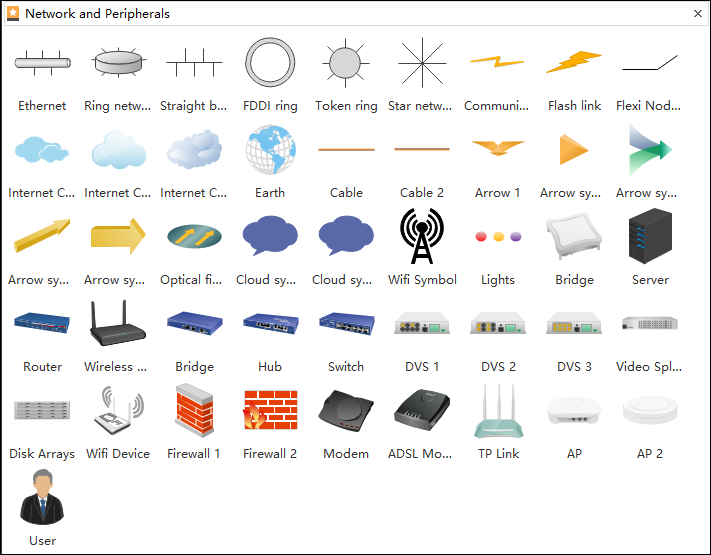 Network and Peripherals
Ethernet Ring netw... Straight b... FDDI ring Token ring Star netw... Communi... Flash link Flexi Nod...
Internet C... Internet C... Internet C... Earth Cable Cable 2 Arrow 1 Arrow sy... Arrow sy...
Arrow sy... Arrow sy... Optical fi... Cloud sy... Cloud sy... Wifi Symbol Lights Bridge Server
Router Wireless ... Bridge Hub Switch DVS 1 DVS 2 DVS 3 Video Spl...
Disk Arrays Wifi Device Firewall 1 Firewall 2 Modem ADSL Mo... TP Link AP AP 2
User